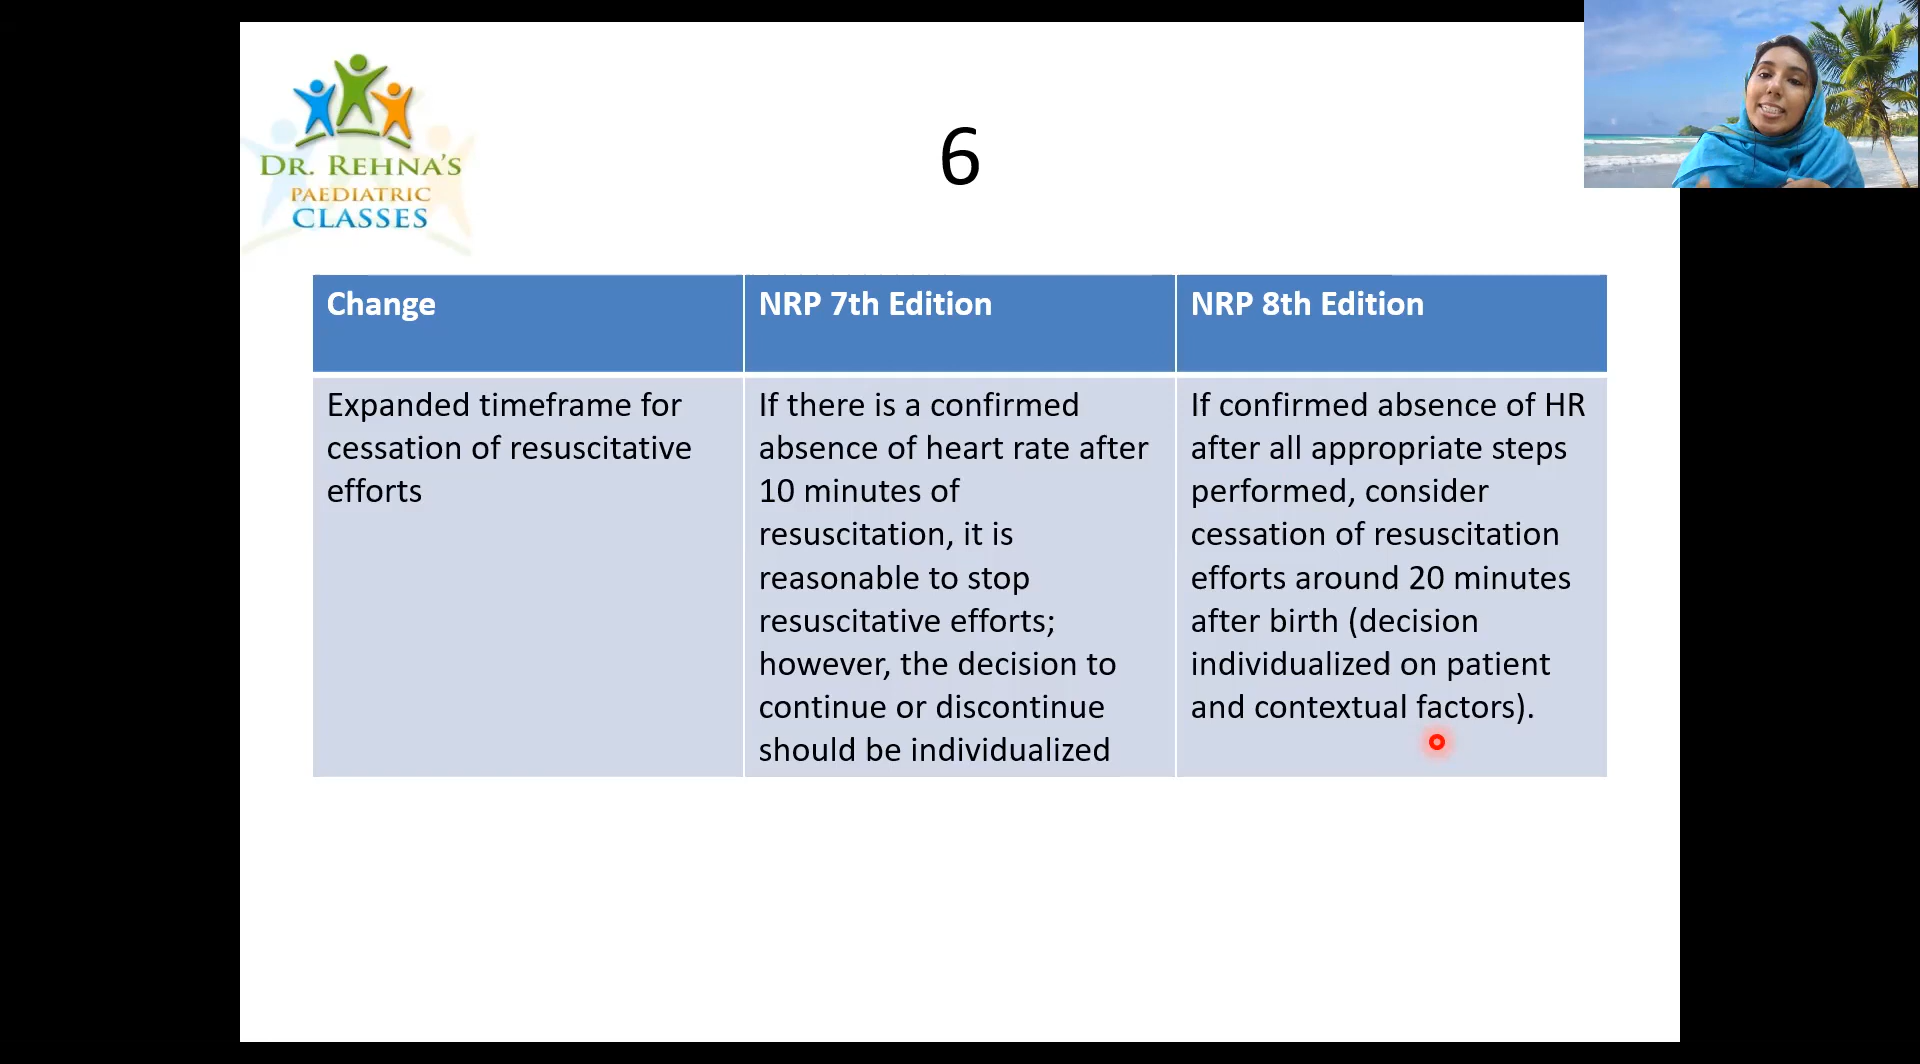 DR. REHNA'S
PAEDIATRIC
CLASSES
6
Change
NRP 7th Edition
NRP 8th Edition
Expanded timeframe for
cessation of resuscitative
efforts
If there is a confirmed
absence of heart rate after
10 minutes of
resuscitation, it is
reasonable to stop
resuscitative efforts;
however, the decision to
continue or discontinue
should be individualized
If confirmed absence of HR
after all appropriate steps
performed, consider
cessation of resuscitation
efforts around 20 minutes
after birth (decision
individualized on patient
and contextual factors).